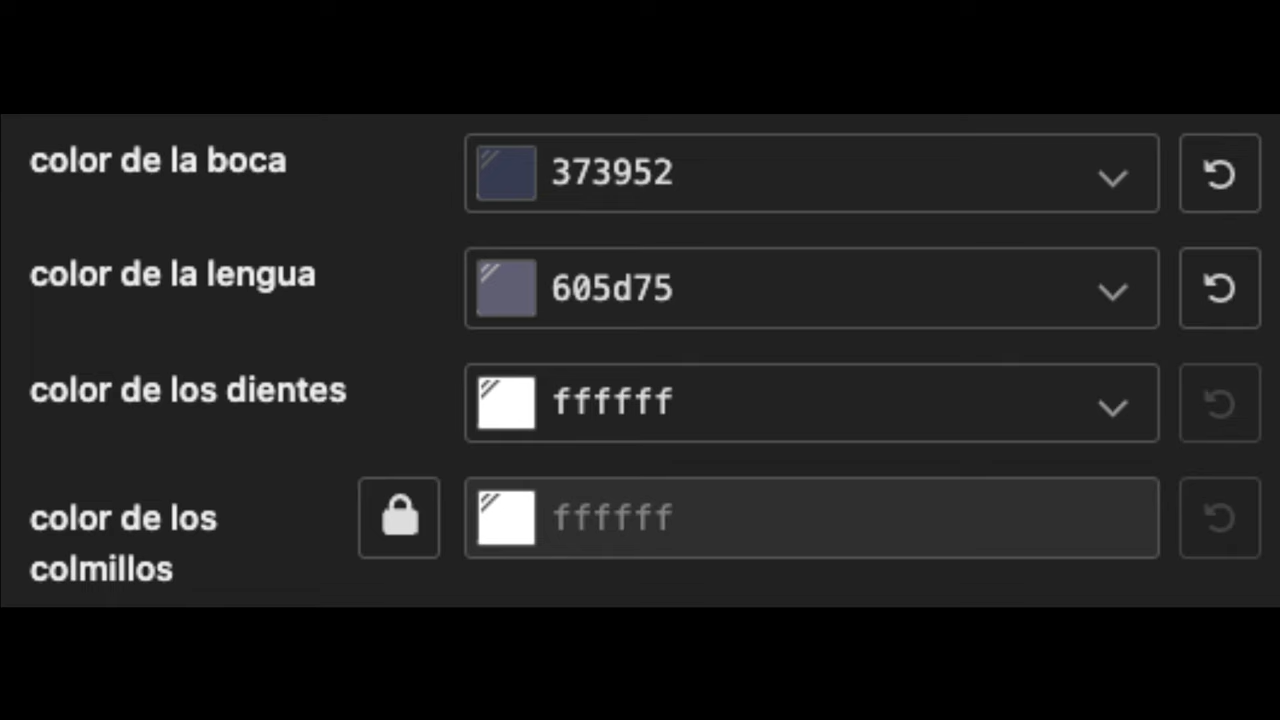 color de la boca
373952
color de la lengua
605d75
color de los dientes
ffffff
color de los
colmillos
ffffff